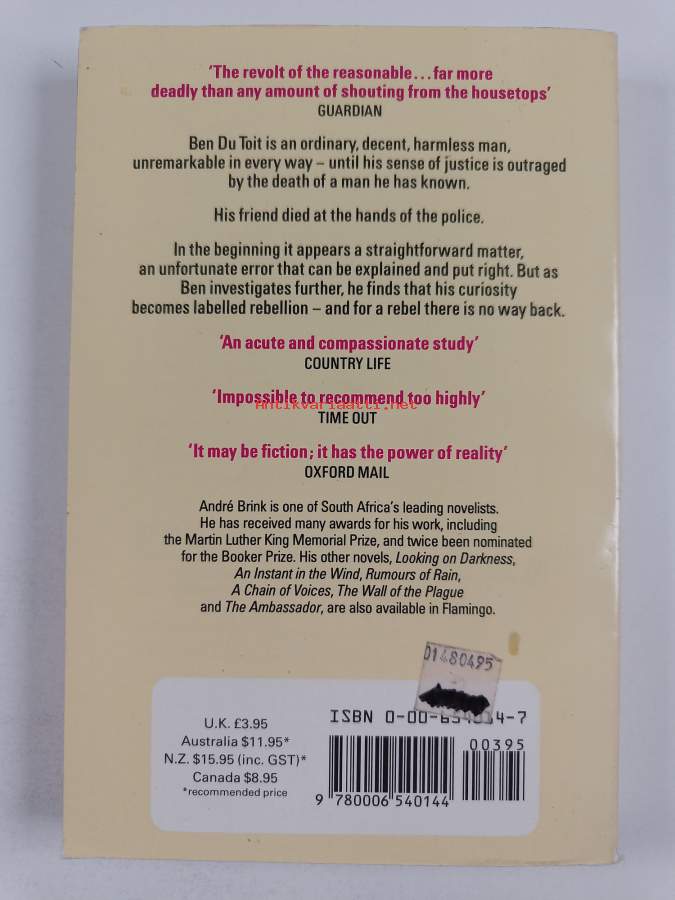 'The revolt of the reasonable...far more
deadly than any amount of shouting from the housetops'
GUARDIAN
Ben Du Toit is an ordinary, decent, harmless man,
unremarkable in every way – until his sense of justice is outraged
by the death of a man he has known.
His friend died at the hands of the police.
In the beginning it appears a straightforward matter,
an unfortunate error that can be explained and put right. But as
Ben investigates further, he finds that his curiosity
becomes labelled rebellion – and for a rebel there is no way back.
'An acute and compassionate study'
COUNTRY LIFE
'Impossible to recommend too highly'
Antikvariaatti.net
TIME OUT
'It may be fiction; it has the power of reality'
OXFORD MAIL
André Brink is one of South Africa's leading novelists.
He has received many awards for his work, including
the Martin Luther King Memorial Prize, and twice been nominated
for the Booker Prize. His other novels, Looking on Darkness,
An Instant in the Wind, Rumours of Rain,
A Chain of Voices, The Wall of the Plague
and The Ambassador, are also available in Flamingo.
01480495
U.K. £3.95
Australia $11.95*
N.Z. $15.95 (inc. GST)*
Canada $8.95
*recommended price
ISBN 0-00-654014-7
00395
9 780006 540144